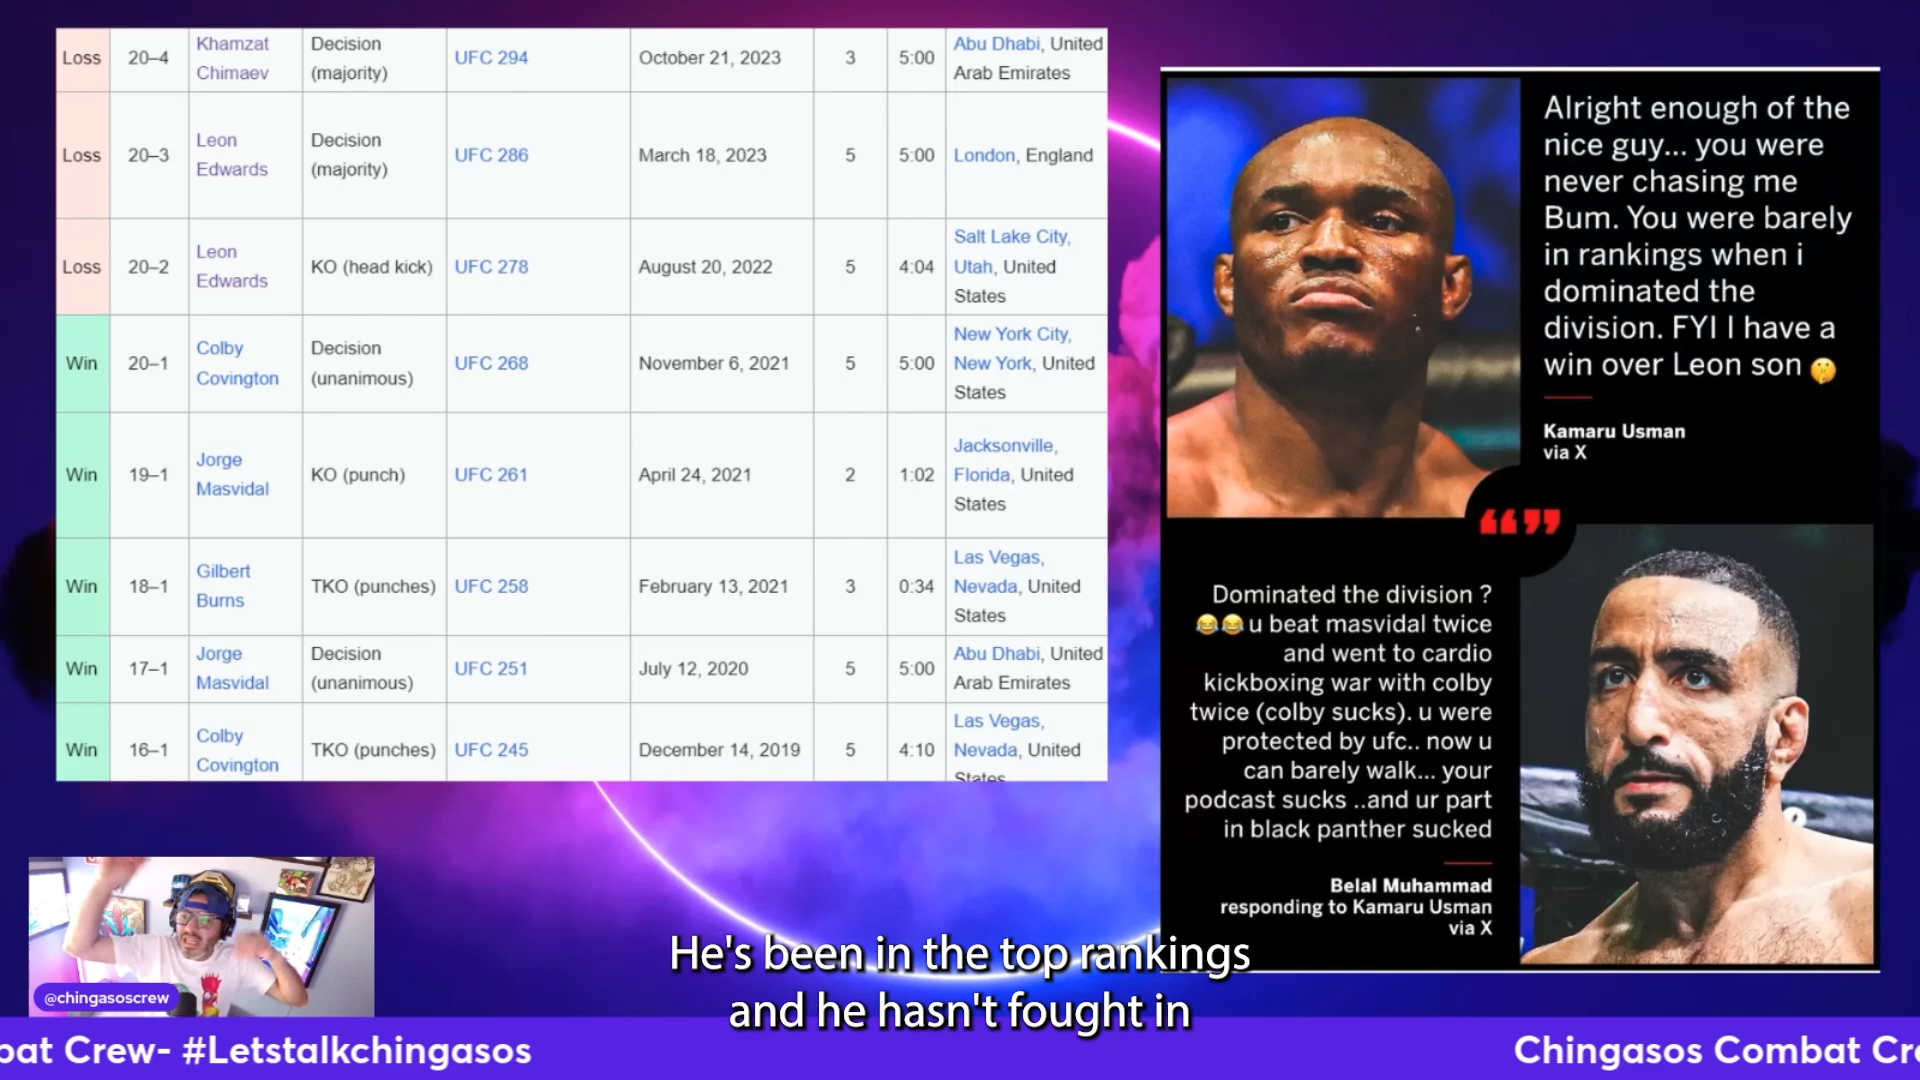 Loss 20–4 Khamzat Chimaev Decision (majority) UFC 294 October 21, 2023 3 5:00 Abu Dhabi, United Arab Emirates
Loss 20–3 Leon Edwards Decision (majority) UFC 286 March 18, 2023 5 5:00 London, England
Loss 20–2 Leon Edwards KO (head kick) UFC 278 August 20, 2022 5 4:04 Salt Lake City, Utah, United States
Win 20–1 Colby Covington Decision (unanimous) UFC 268 November 6, 2021 5 5:00 New York City, New York, United States
Win 19–1 Jorge Masvidal KO (punch) UFC 261 April 24, 2021 2 1:02 Jacksonville, Florida, United States
Win 18–1 Gilbert Burns TKO (punches) UFC 258 February 13, 2021 3 0:34 Las Vegas, Nevada, United States
Win 17–1 Jorge Masvidal Decision (unanimous) UFC 251 July 12, 2020 5 5:00 Abu Dhabi, United Arab Emirates
Win 16–1 Colby Covington TKO (punches) UFC 245 December 14, 2019 5 4:10 Las Vegas, Nevada, United States
Alright enough of the
nice guy... you were
never chasing me
Bum. You were barely
in rankings when i
dominated the
division. FYI I have a
win over Leon son 🤫
Kamaru Usman
via X
❝❞
Dominated the division ?
😂😂 u beat masvidal twice
and went to cardio
kickboxing war with colby
twice (colby sucks). u were
protected by ufc.. now u
can barely walk... your
podcast sucks ..and ur part
in black panther sucked
Belal Muhammad
responding to Kamaru Usman
via X
@chingasoscrew
He's been in the top rankings
and he hasn't fought in
bat Crew- #Letstalkchingasos
Chingasos Combat Cre